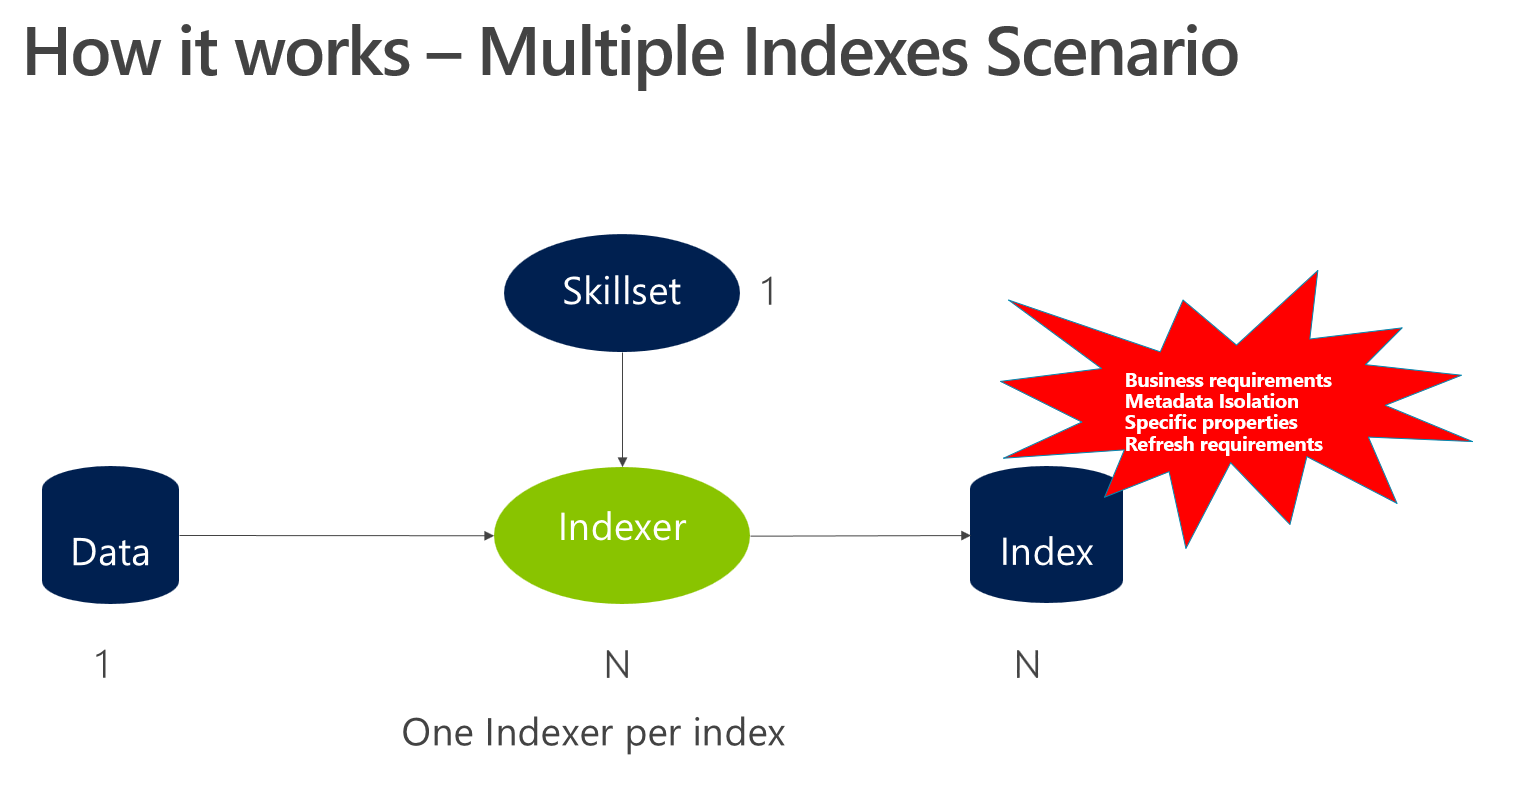 How it works – Multiple Indexes Scenario
Skillset
1
Business requirements
Metadata Isolation
Specific properties
Refresh requirements
Data
Indexer
Index
1
N
N
One Indexer per index